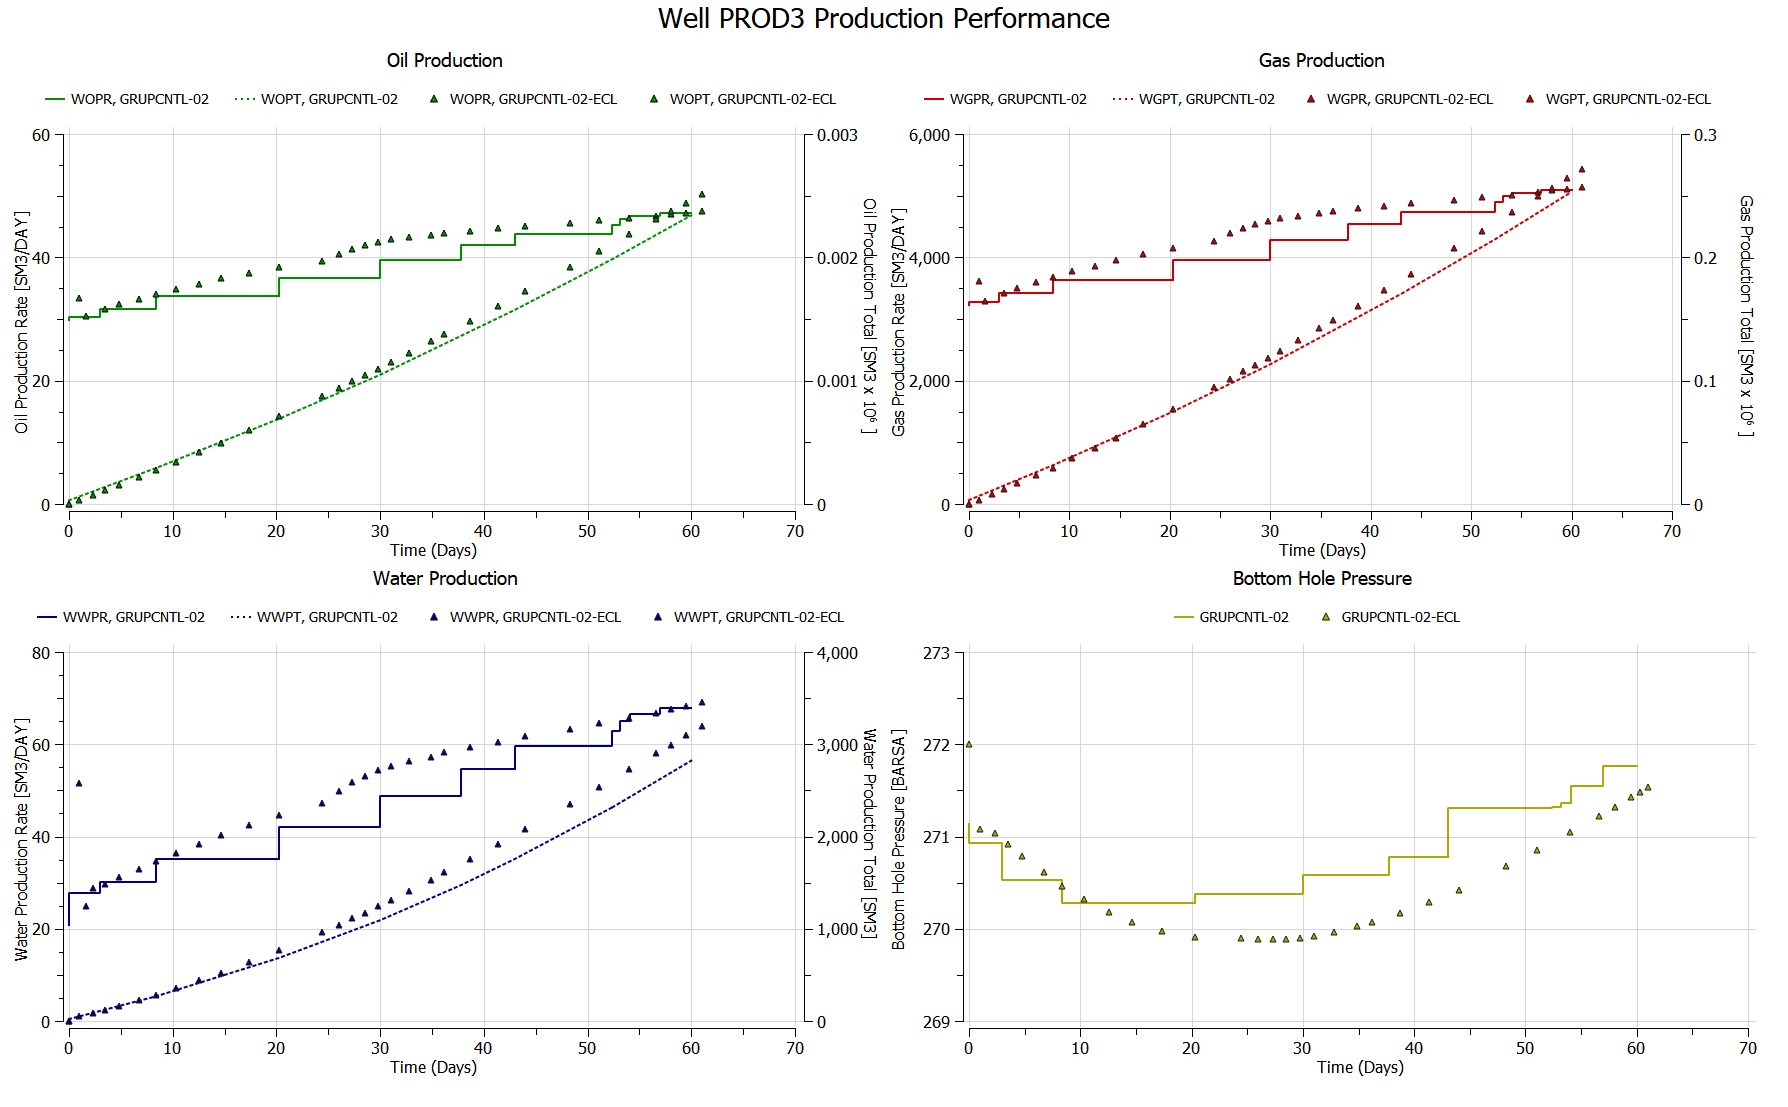 Well PROD3 Production Performance
Oil Production
WOPR, GRUPCNTL-02 WOPT, GRUPCNTL-02 WOPR, GRUPCNTL-02-ECL WOPT, GRUPCNTL-02-ECL
60
40
20
0
0.003
0.002
0.001
0
Oil Production Rate [SM3/DAY]
Oil Production Total [SM3 x 10⁶ ]
0 10 20 30 40 50 60 70
Time (Days)
Gas Production
WGPR, GRUPCNTL-02 WGPT, GRUPCNTL-02 WGPR, GRUPCNTL-02-ECL WGPT, GRUPCNTL-02-ECL
6,000
4,000
2,000
0
0.3
0.2
0.1
0
Gas Production Rate [SM3/DAY]
Gas Production Total [SM3 x 10⁶ ]
0 10 20 30 40 50 60 70
Time (Days)
Water Production
WWPR, GRUPCNTL-02 WWPT, GRUPCNTL-02 WWPR, GRUPCNTL-02-ECL WWPT, GRUPCNTL-02-ECL
80
60
40
20
0
4,000
3,000
2,000
1,000
0
Water Production Rate [SM3/DAY]
Water Production Total [SM3]
0 10 20 30 40 50 60 70
Time (Days)
Bottom Hole Pressure
GRUPCNTL-02 GRUPCNTL-02-ECL
273
272
271
270
269
Bottom Hole Pressure [BARSA]
0 10 20 30 40 50 60 70
Time (Days)